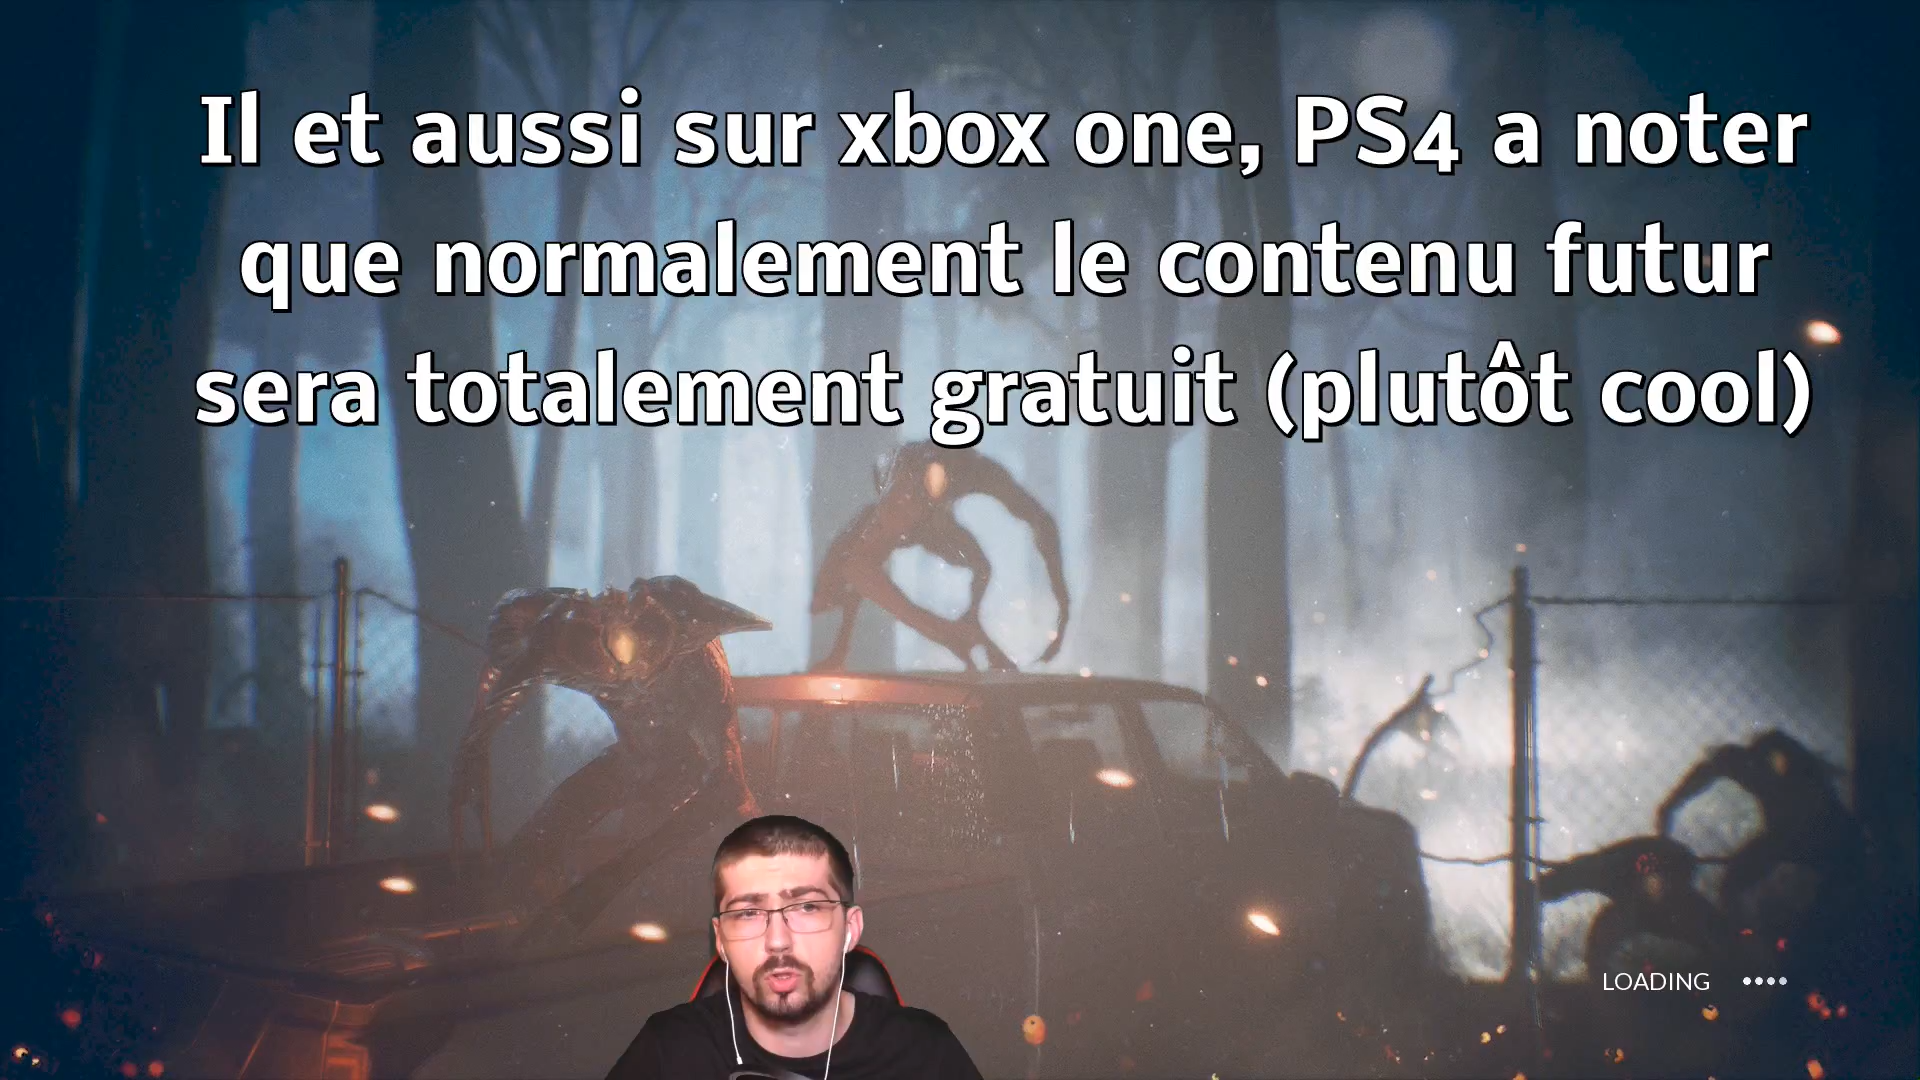 Il et aussi sur xbox one, PS4 a noter
que normalement le contenu futur
sera totalement gratuit (plutôt cool)
LOADING